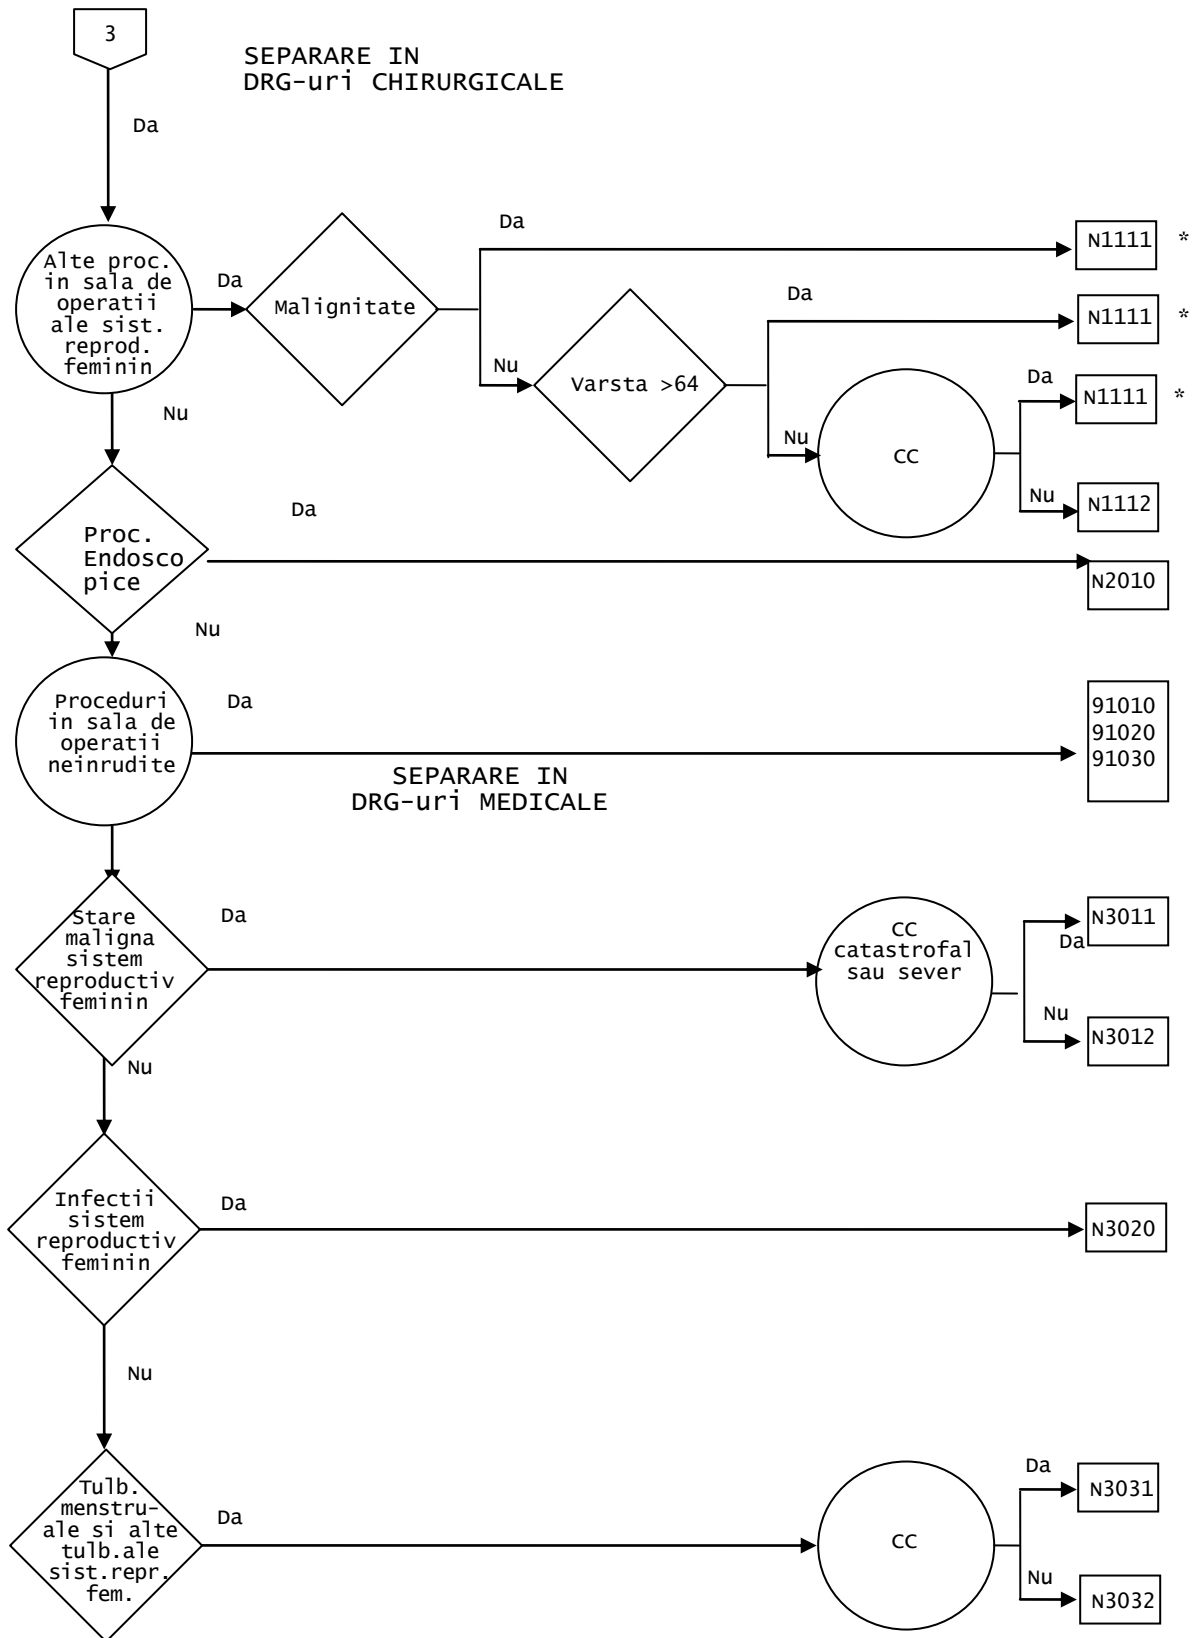 3
SEPARARE IN
DRG-uri CHIRURGICALE
Da
Da
N1111 *
Alte proc.
in sala de
operatii
ale sist.
reprod.
feminin
Da
Malignitate
Da
N1111 *
Nu
Varsta >64
Da
N1111 *
Nu
Nu
CC
Nu
N1112
Da
Proc.
Endosco
pice
N2010
Nu
Proceduri
in sala de
operatii
neinrudite
Da
91010
91020
91030
SEPARARE IN
DRG-uri MEDICALE
Stare
maligna
sistem
reproductiv
feminin
Da
CC
catastrofal
sau sever
Da
N3011
Nu
N3012
Nu
Infectii
sistem
reproductiv
feminin
Da
N3020
Nu
Tulb.
menstru-
ale si alte
tulb.ale
sist.repr.
fem.
Da
CC
Da
N3031
Nu
N3032